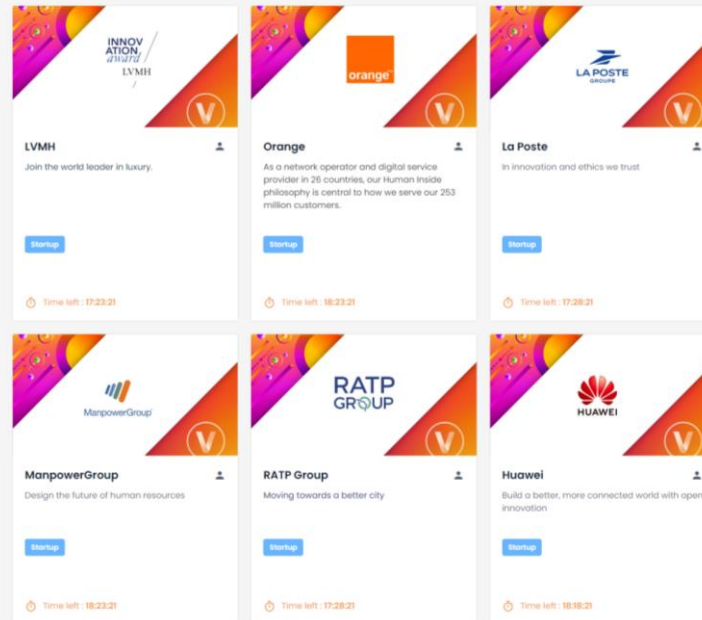 INNOV
ATION
award
LVMH
LVMH
Join the world leader in luxury.
Startup
Time left : 17:23:21
orange™
Orange
As a network operator and digital service
provider in 26 countries, our Human Inside
philosophy is central to how we serve our 253
million customers.
Startup
Time left : 18:23:21
LA POSTE
GROUPE
La Poste
In innovation and ethics we trust
Startup
Time left : 17:28:21
ManpowerGroup
ManpowerGroup
Design the future of human resources
Startup
Time left : 18:23:21
RATP
GROUP
RATP Group
Moving towards a better city
Startup
Time left : 17:28:21
HUAWEI
Huawei
Build a better, more connected world with open
innovation
Startup
Time left : 18:18:21